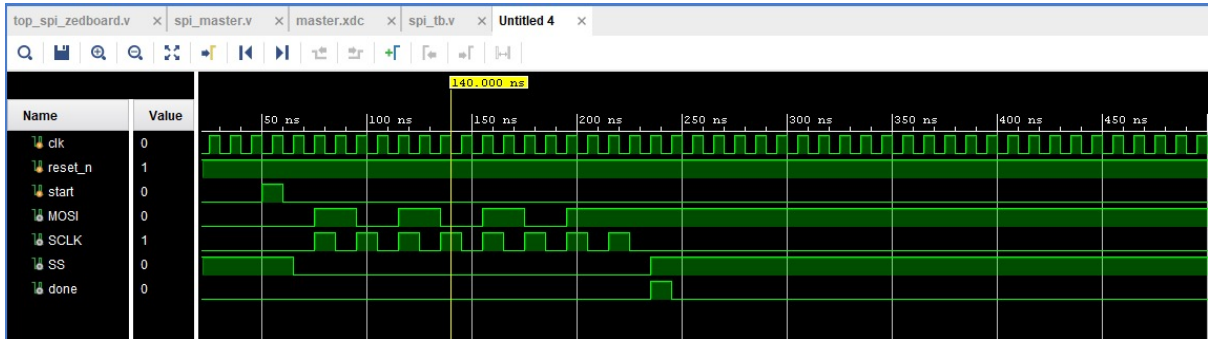 top_spi_zedboard.v × spi_master.v × master.xdc × spi_tb.v × Untitled 4 ×
140.000 ns
Name Value
50 ns 100 ns 150 ns 200 ns 250 ns 300 ns 350 ns 400 ns 450 ns
clk 0
reset_n 1
start 0
MOSI 0
SCLK 1
SS 0
done 0